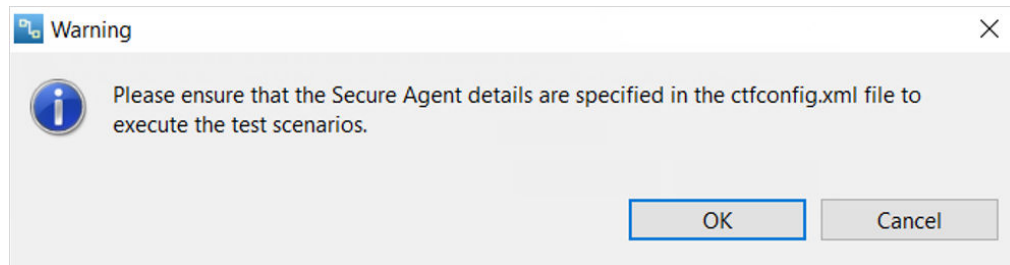 Warning
Please ensure that the Secure Agent details are specified in the ctfconfig.xml file to
execute the test scenarios.
OK
Cancel